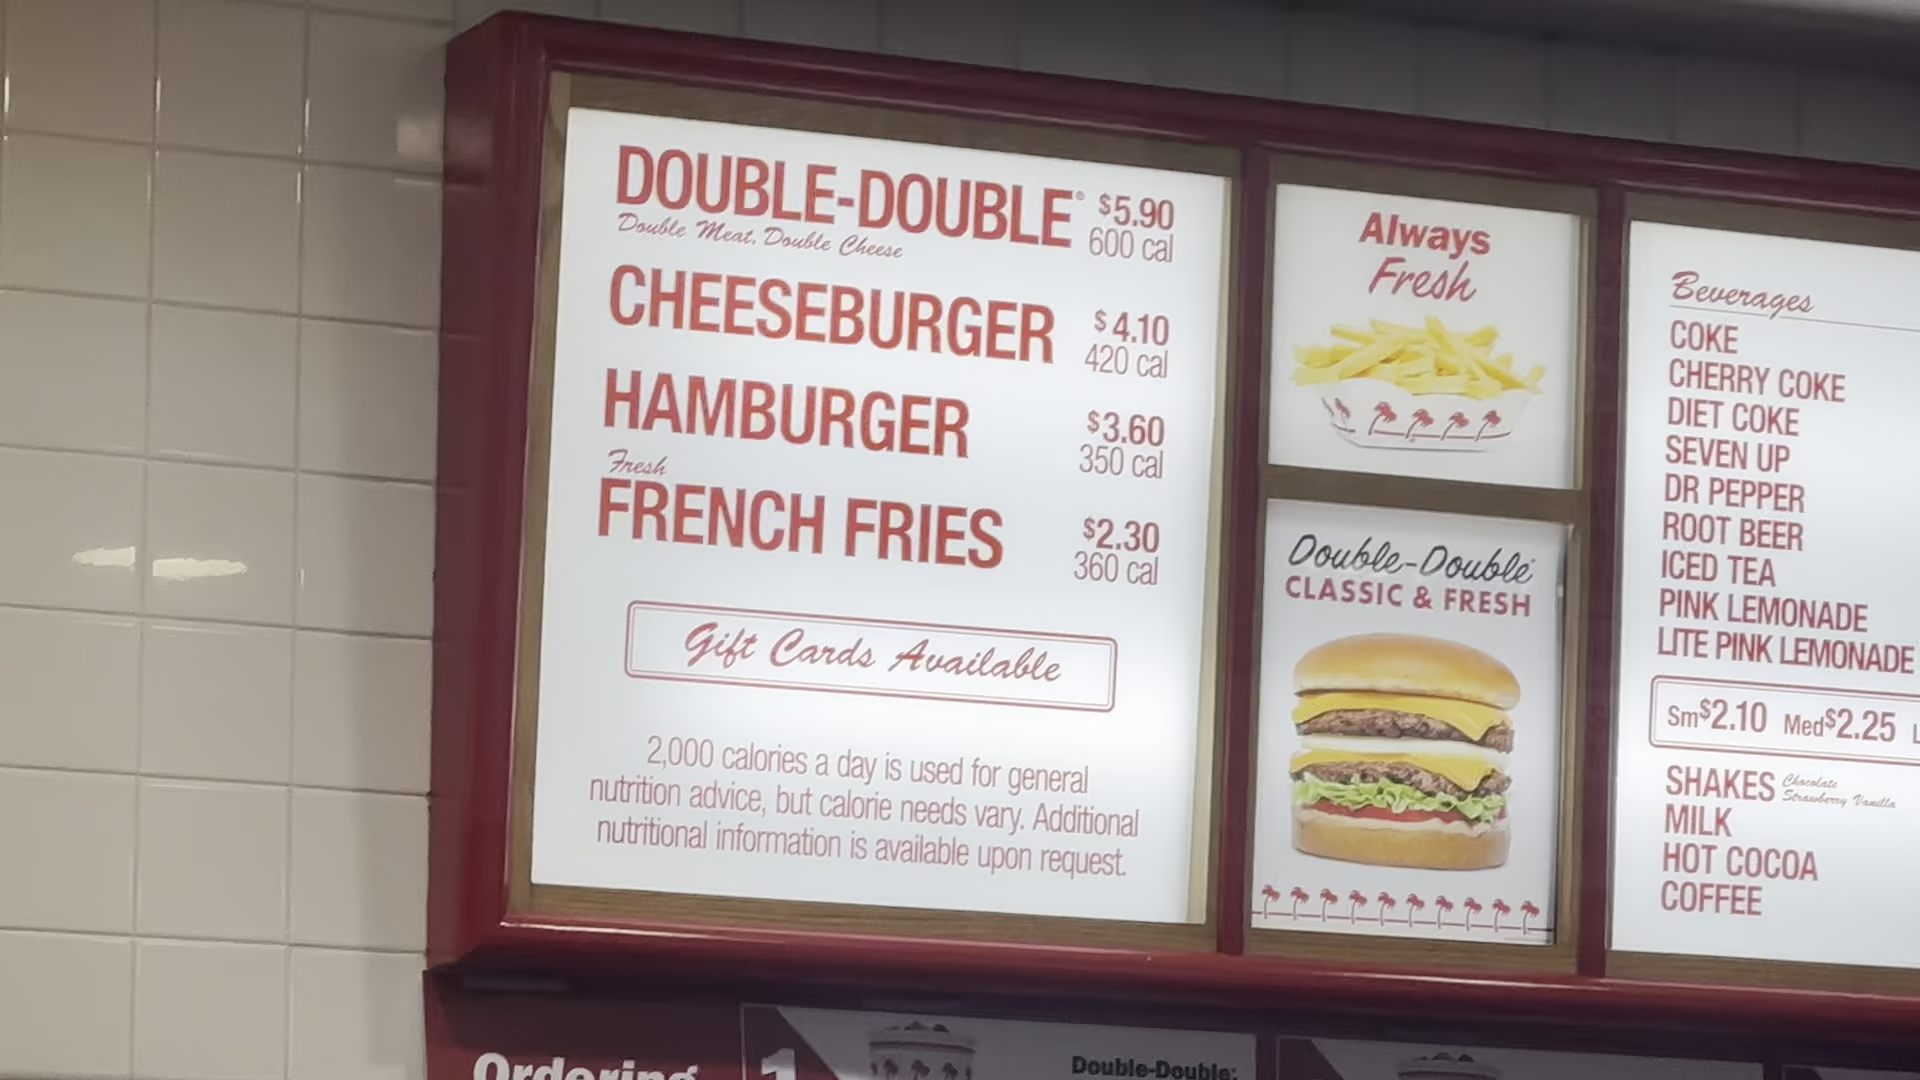 DOUBLE-DOUBLE® $5.90
Double Meat, Double Cheese 600 cal
CHEESEBURGER $4.10
420 cal
HAMBURGER $3.60
350 cal
Fresh
FRENCH FRIES $2.30
360 cal
Gift Cards Available
2,000 calories a day is used for general
nutrition advice, but calorie needs vary. Additional
nutritional information is available upon request.
Always
Fresh
Double-Double®
CLASSIC & FRESH
Beverages
COKE
CHERRY COKE
DIET COKE
SEVEN UP
DR PEPPER
ROOT BEER
ICED TEA
PINK LEMONADE
LITE PINK LEMONADE
Sm $2.10 Med $2.25 L
SHAKES Chocolate
Strawberry Vanilla
MILK
HOT COCOA
COFFEE
Ordering 1 Double-Double: